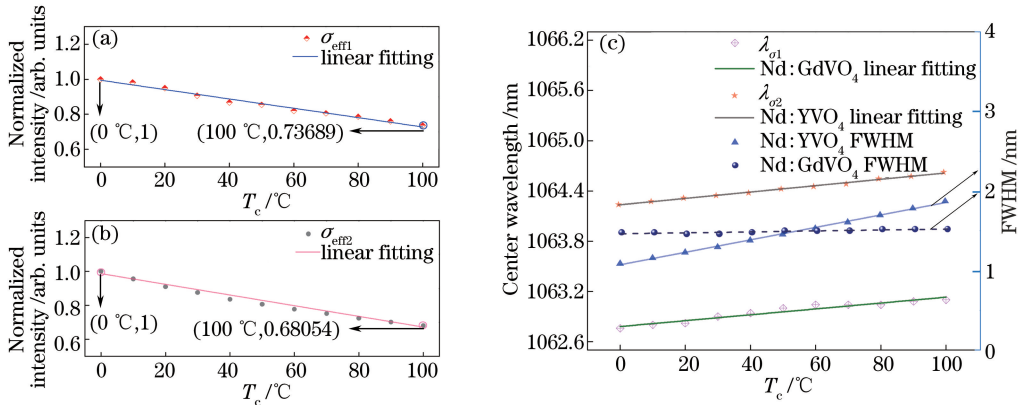 (a)
σeff1
linear fitting
(0 ℃,1)
(100 ℃,0.73689)
1.2
1.0
0.8
0.6
0 20 40 60 80 100
Tc /℃
Normalized
intensity /arb. units
(b)
σeff2
linear fitting
(0 ℃,1)
(100 ℃,0.68054)
1.2
1.0
0.8
0.6
0 20 40 60 80 100
Tc /℃
Normalized
intensity /arb. units
(c)
λσ1
Nd:GdVO4 linear fitting
λσ2
Nd:YVO4 linear fitting
Nd:YVO4 FWHM
Nd:GdVO4 FWHM
1066.2
1065.6
1065.0
1064.4
1063.8
1063.2
1062.6
Center wavelength /nm
0 20 40 60 80 100
Tc /℃
4
3
2
1
0
FWHM /nm